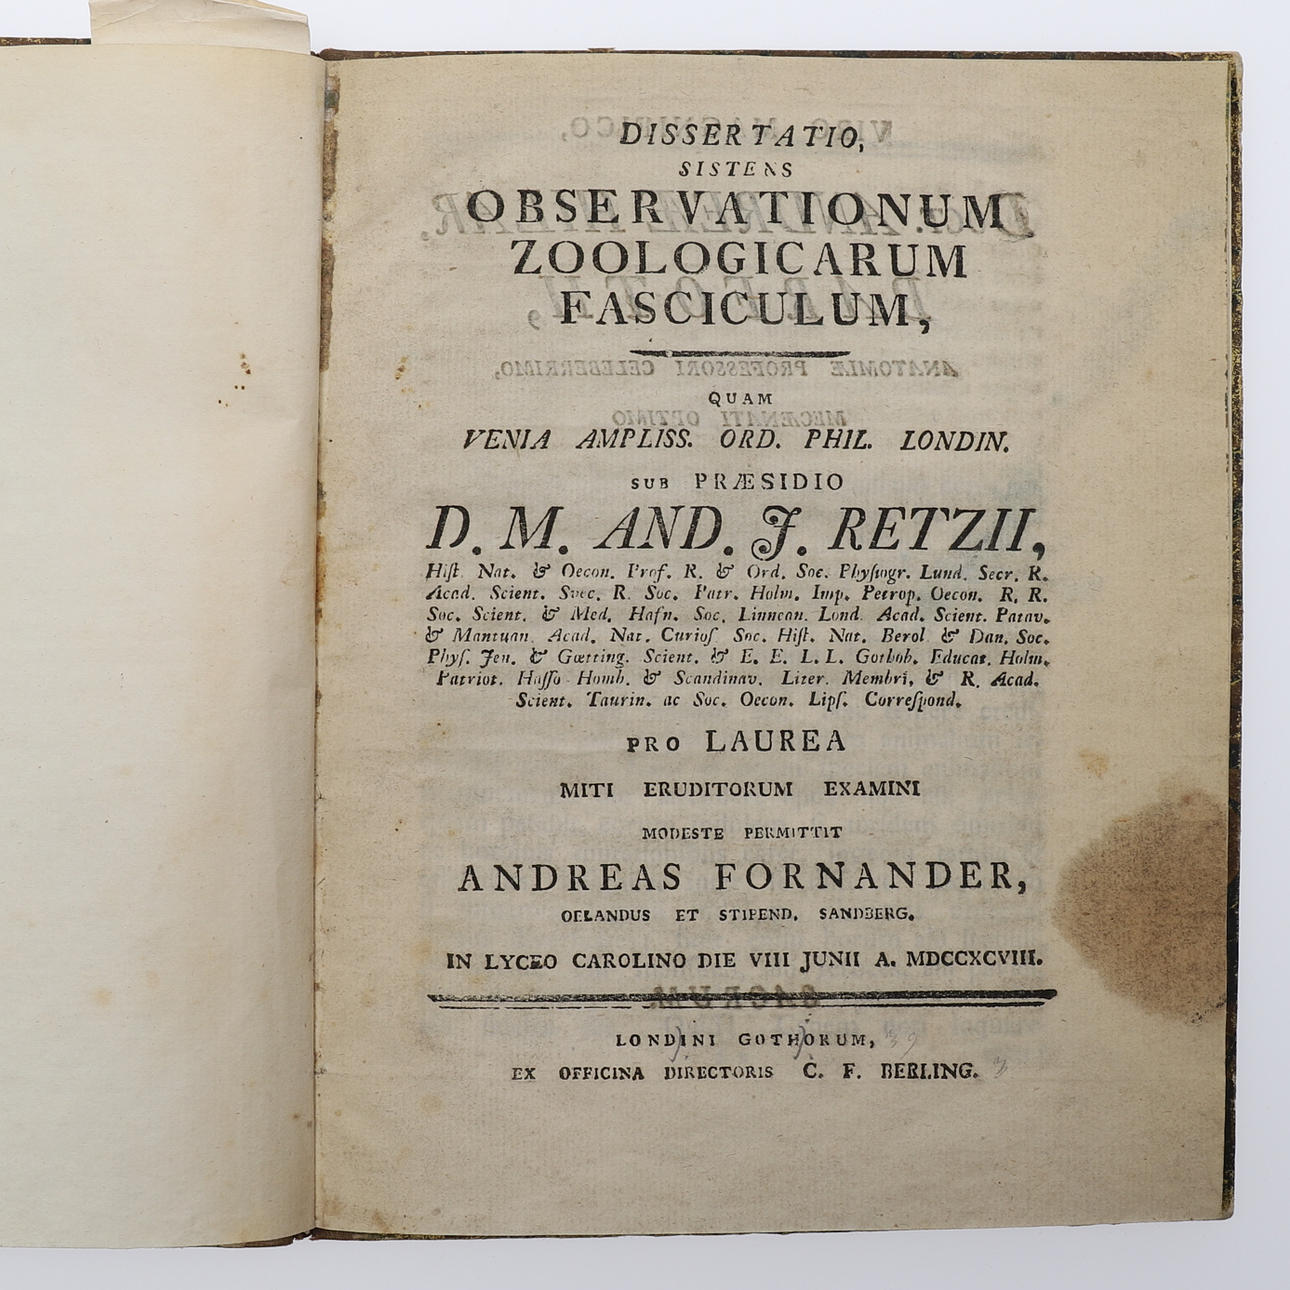 DISSERTATIO,
SISTENS
OBSERVATIONUM
ZOOLOGICARUM
FASCICULUM,
QUAM
VENIA AMPLISS. ORD. PHIL. LONDIN.
SUB PRÆSIDIO
D. M. AND. J. RETZII,
Hiſt. Nat. & Oecon. Prof. R. & Ord. Soc. Phyſiogr. Lund. Secr. R.
Acad. Scient. Svec. R. Soc. Patr. Holm. Imp. Petrop. Oecon. R. R.
Soc. Scient. & Med. Hafn. Soc. Linnean. Lond. Acad. Scient. Patav.
& Mantuan. Acad. Nat. Curioſ. Soc. Hiſt. Nat. Berol. & Dan. Soc.
Phyſ. Jen. & Gœtting. Scient. & E. E. L. L. Gothob. Educat. Holm.
Patriot. Haſſo-Homb. & Scandinav. Liter. Membri, & R. Acad.
Scient. Taurin. ac Soc. Oecon. Lipſ. Correſpond.
PRO LAUREA
MITI ERUDITORUM EXAMINI
MODESTE PERMITTIT
ANDREAS FORNANDER,
OELANDUS ET STIPEND. SANDBERG.
IN LYCEO CAROLINO DIE VIII JUNII A. MDCCXCVIII.
LONDINI GOTHORUM,
EX OFFICINA DIRECTORIS C. F. BERLING.